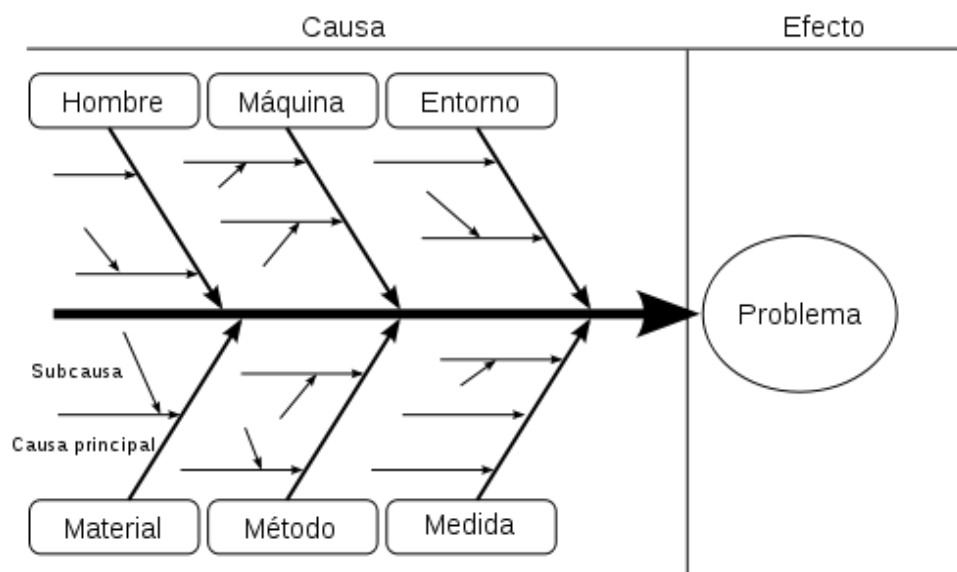 Causa
Efecto
Hombre
Máquina
Entorno
Problema
Subcausa
Causa principal
Material
Método
Medida